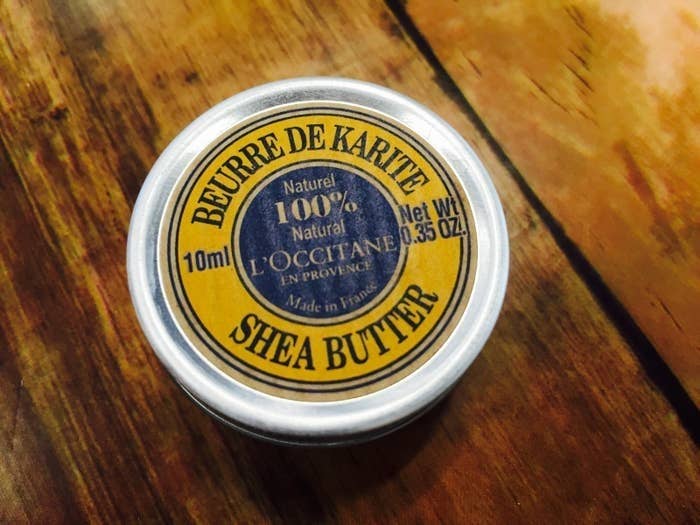 BEURRE DE KARITE
Naturel
100%
Natural
L'OCCITANE
EN PROVENCE
Made in France
10ml
Net Wt
0.35 OZ.
SHEA BUTTER